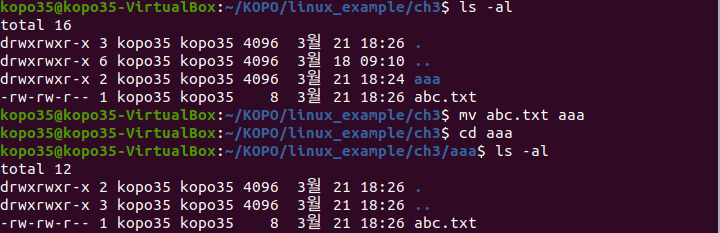 kopo35@kopo35-VirtualBox:~/KOPO/linux_example/ch3$ ls -al
total 16
drwxrwxr-x 3 kopo35 kopo35 4096  3월 21 18:26 .
drwxrwxr-x 6 kopo35 kopo35 4096  3월 18 09:10 ..
drwxrwxr-x 2 kopo35 kopo35 4096  3월 21 18:24 aaa
-rw-rw-r-- 1 kopo35 kopo35    8  3월 21 18:26 abc.txt
kopo35@kopo35-VirtualBox:~/KOPO/linux_example/ch3$ mv abc.txt aaa
kopo35@kopo35-VirtualBox:~/KOPO/linux_example/ch3$ cd aaa
kopo35@kopo35-VirtualBox:~/KOPO/linux_example/ch3/aaa$ ls -al
total 12
drwxrwxr-x 2 kopo35 kopo35 4096  3월 21 18:26 .
drwxrwxr-x 3 kopo35 kopo35 4096  3월 21 18:26 ..
-rw-rw-r-- 1 kopo35 kopo35    8  3월 21 18:26 abc.txt